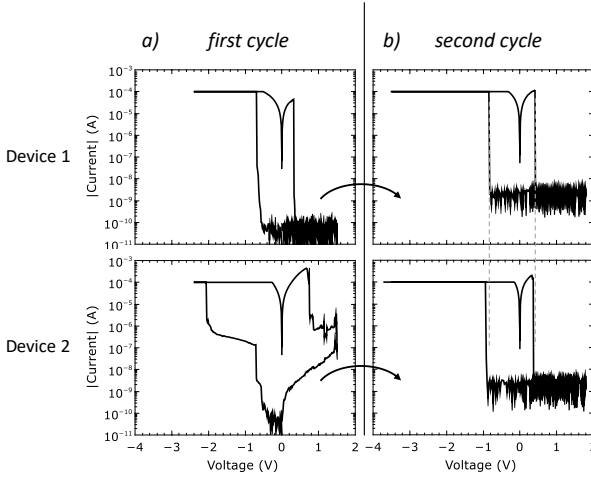 a) first cycle b) second cycle
Device 1
|Current| (A)
10⁻³
10⁻⁴
10⁻⁵
10⁻⁶
10⁻⁷
10⁻⁸
10⁻⁹
10⁻¹⁰
10⁻¹¹
Device 2
|Current| (A)
10⁻³
10⁻⁴
10⁻⁵
10⁻⁶
10⁻⁷
10⁻⁸
10⁻⁹
10⁻¹⁰
10⁻¹¹
−4 −3 −2 −1 0 1 2
−4 −3 −2 −1 0 1 2
Voltage (V)
Voltage (V)